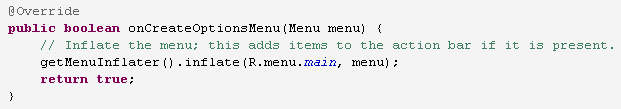 @Override
public boolean onCreateOptionsMenu(Menu menu) {
    // Inflate the menu; this adds items to the action bar if it is present.
    getMenuInflater().inflate(R.menu.main, menu);
    return true;
}